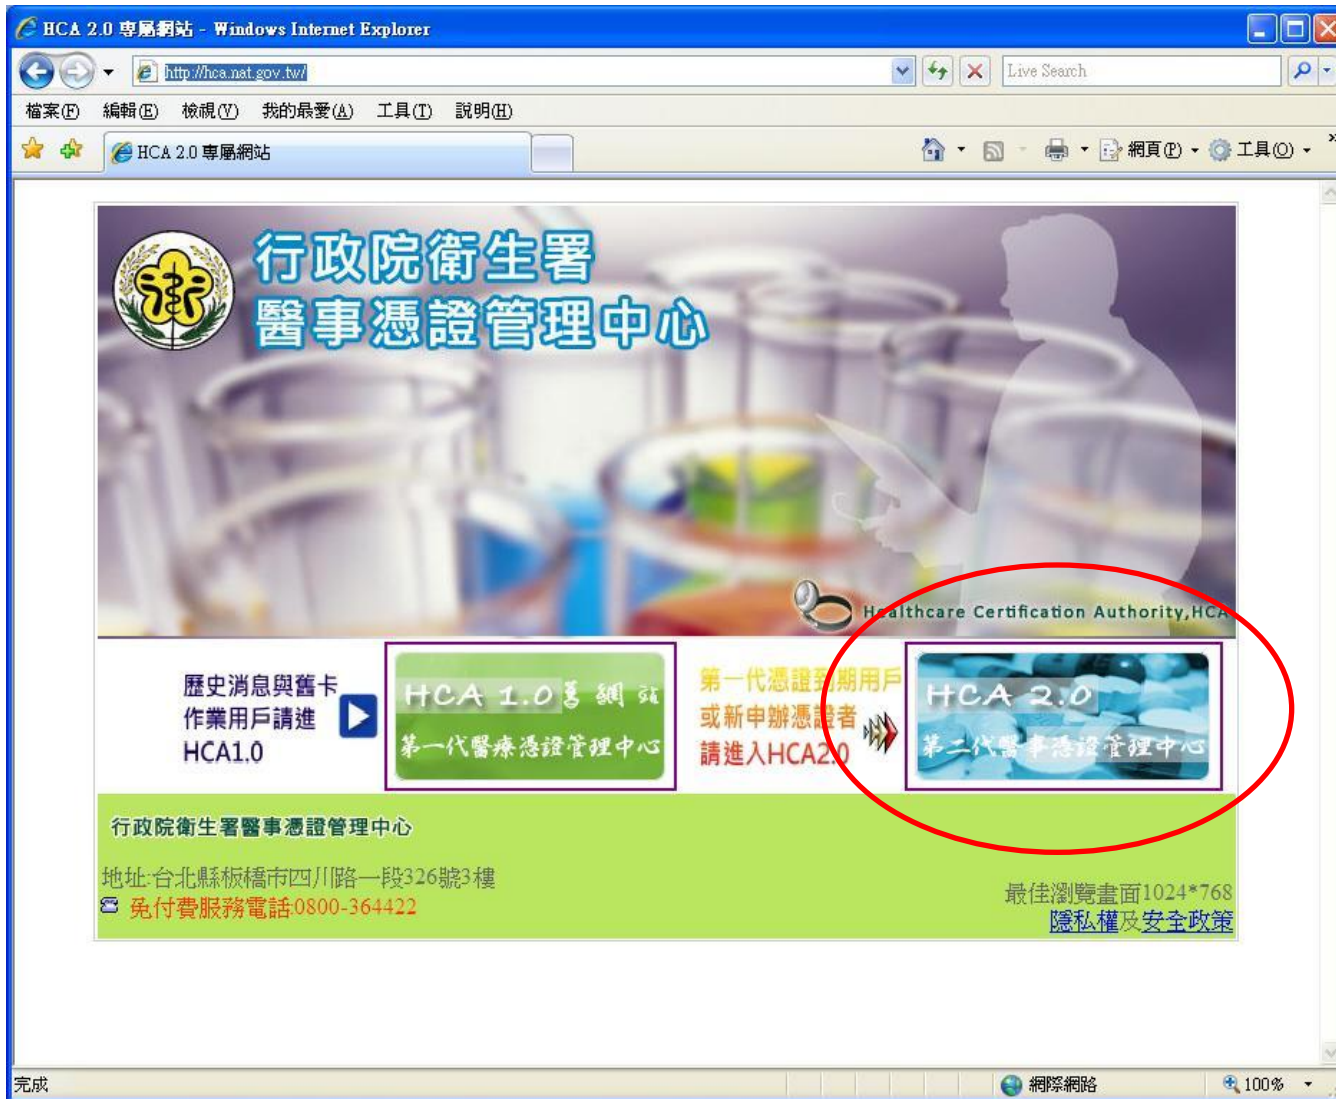 HCA 2.0 專屬網站 - Windows Internet Explorer
http://hca.nat.gov.tw/
Live Search
檔案(F) 編輯(E) 檢視(V) 我的最愛(A) 工具(T) 說明(H)
HCA 2.0 專屬網站
網頁(P) 工具(O)
行政院衛生署
醫事憑證管理中心
Healthcare Certification Authority,HCA
歷史消息與舊卡
作業用戶請進
HCA1.0
HCA 1.0舊網站
第一代醫療憑證管理中心
第一代憑證到期用戶
或新申辦憑證者
請進入HCA2.0
HCA 2.0
第二代醫事憑證管理中心
行政院衛生署醫事憑證管理中心
地址:台北縣板橋市四川路一段326號3樓
免付費服務電話:0800-364422
最佳瀏覽畫面1024*768
隱私權及安全政策
完成
網際網路
100%